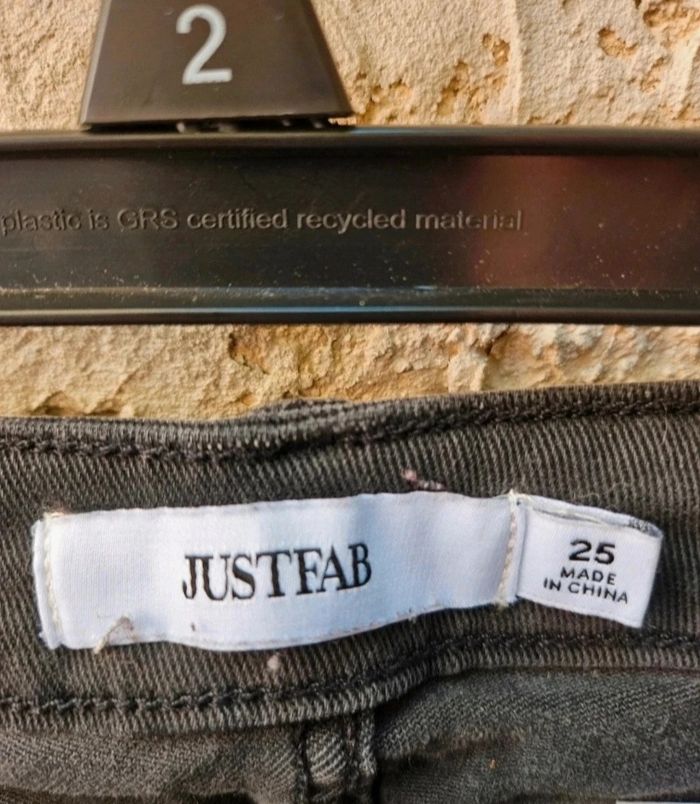 2
plastic is GRS certified recycled material
JUSTFAB
25
MADE
IN CHINA